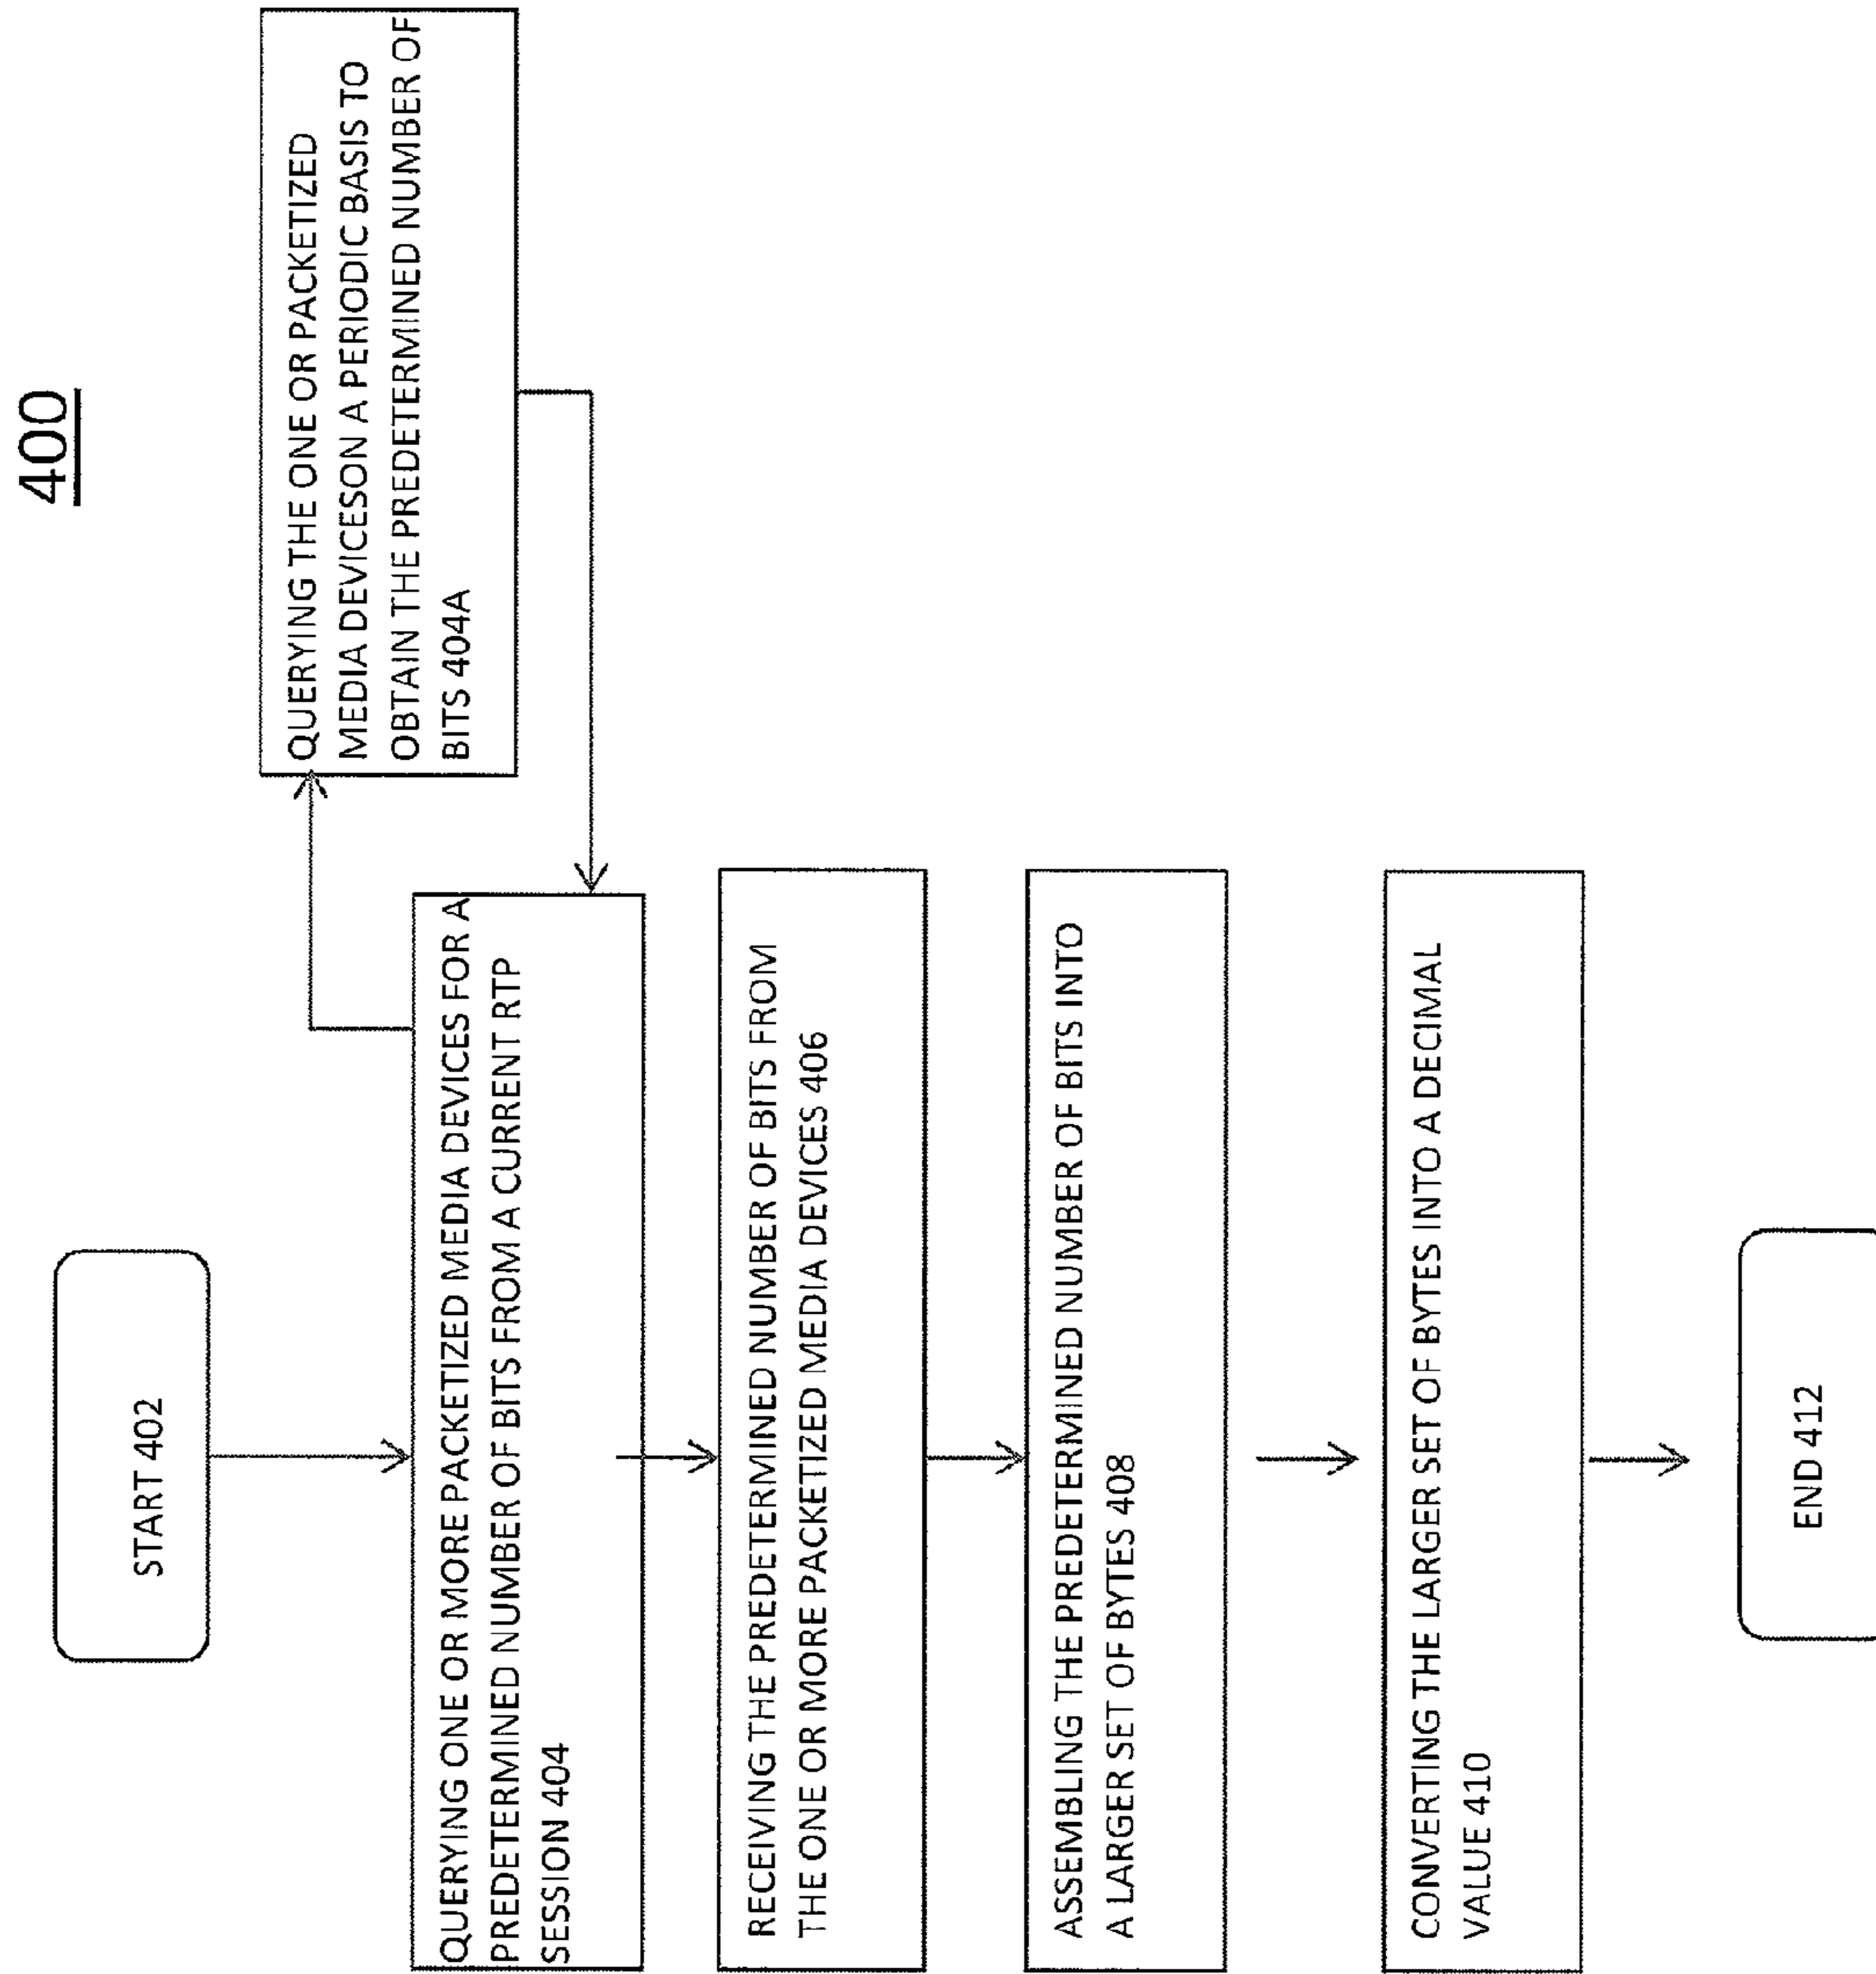 400
START 402
QUERYING ONE OR MORE PACKETIZED MEDIA DEVICES FOR A
PREDETERMINED NUMBER OF BITS FROM A CURRENT RTP
SESSION 404
QUERYING THE ONE OR PACKETIZED
MEDIA DEVICESON A PERIODIC BASIS TO
OBTAIN THE PREDETERMINED NUMBER OF
BITS 404A
RECEIVING THE PREDETERMINED NUMBER OF BITS FROM
THE ONE OR MORE PACKETIZED MEDIA DEVICES 406
ASSEMBLING THE PREDETERMINED NUMBER OF BITS INTO
A LARGER SET OF BYTES 408
CONVERTING THE LARGER SET OF BYTES INTO A DECIMAL
VALUE 410
END 412